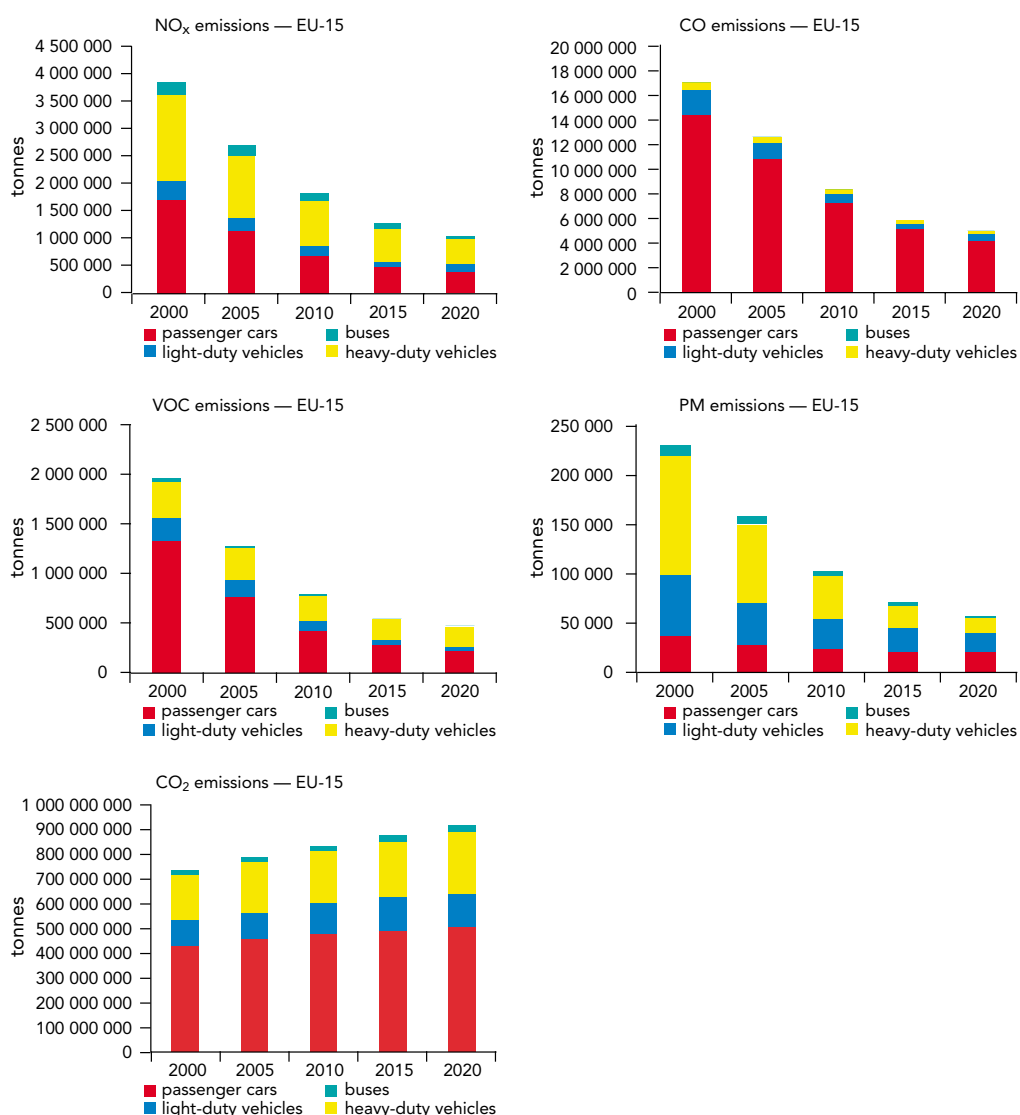 NOx emissions — EU-15
4 500 000
4 000 000
3 500 000
3 000 000
2 500 000
2 000 000
1 500 000
1 000 000
500 000
0
tonnes
2000 2005 2010 2015 2020
passenger cars buses
light-duty vehicles heavy-duty vehicles
CO emissions — EU-15
20 000 000
18 000 000
16 000 000
14 000 000
12 000 000
10 000 000
8 000 000
6 000 000
4 000 000
2 000 000
0
tonnes
2000 2005 2010 2015 2020
passenger cars buses
light-duty vehicles heavy-duty vehicles
VOC emissions — EU-15
2 500 000
2 000 000
1 500 000
1 000 000
500 000
0
tonnes
2000 2005 2010 2015 2020
passenger cars buses
light-duty vehicles heavy-duty vehicles
PM emissions — EU-15
250 000
200 000
150 000
100 000
50 000
0
tonnes
2000 2005 2010 2015 2020
passenger cars buses
light-duty vehicles heavy-duty vehicles
CO2 emissions — EU-15
1 000 000 000
900 000 000
800 000 000
700 000 000
600 000 000
500 000 000
400 000 000
300 000 000
200 000 000
100 000 000
0
tonnes
2000 2005 2010 2015 2020
passenger cars buses
light-duty vehicles heavy-duty vehicles